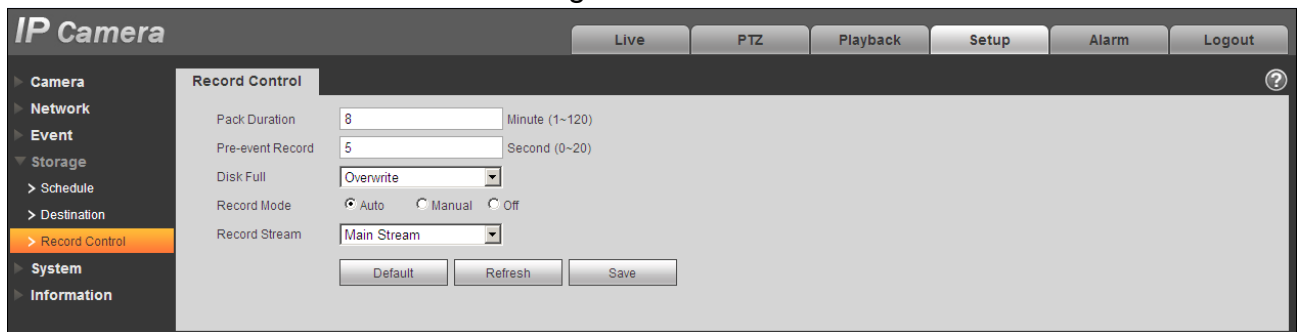 IP Camera
Live PTZ Playback Setup Alarm Logout
Camera
Network
Event
Storage
> Schedule
> Destination
> Record Control
System
Information
Record Control ?
Pack Duration 8 Minute (1~120)
Pre-event Record 5 Second (0~20)
Disk Full Overwrite
Record Mode Auto Manual Off
Record Stream Main Stream
Default Refresh Save